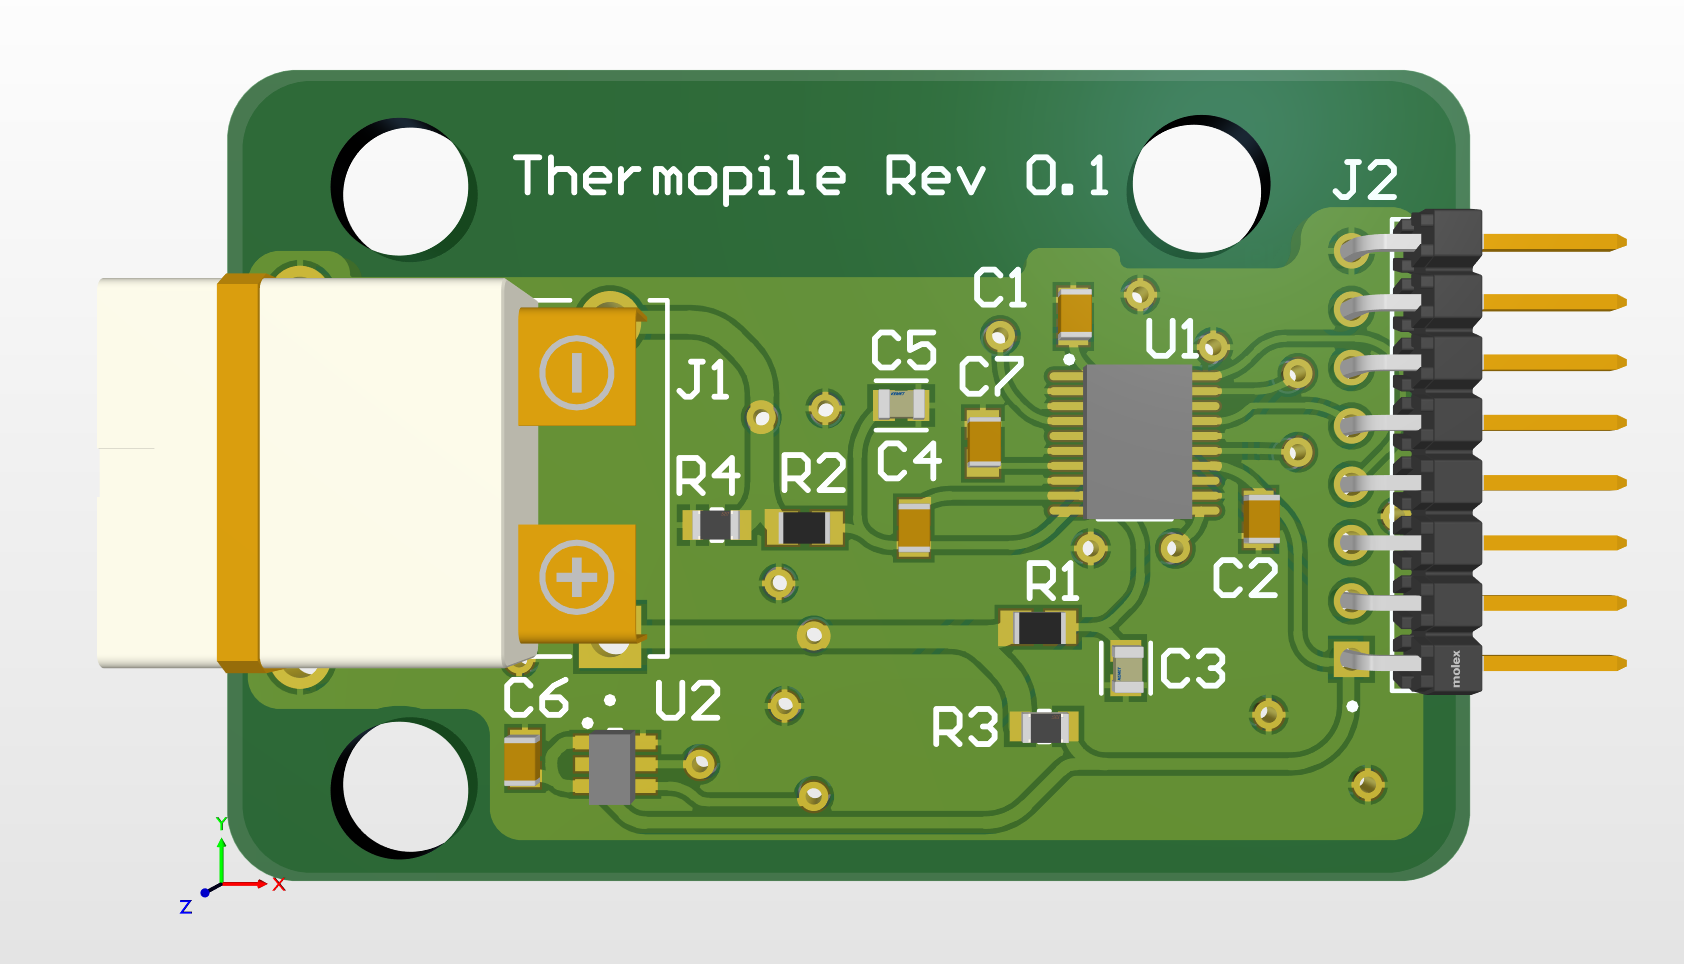 Thermopile Rev 0.1
J2
C1
U1
C5
C7
J1
C4
R4
R2
R1
C2
C3
C6
U2
R3
molex
Y
X
Z